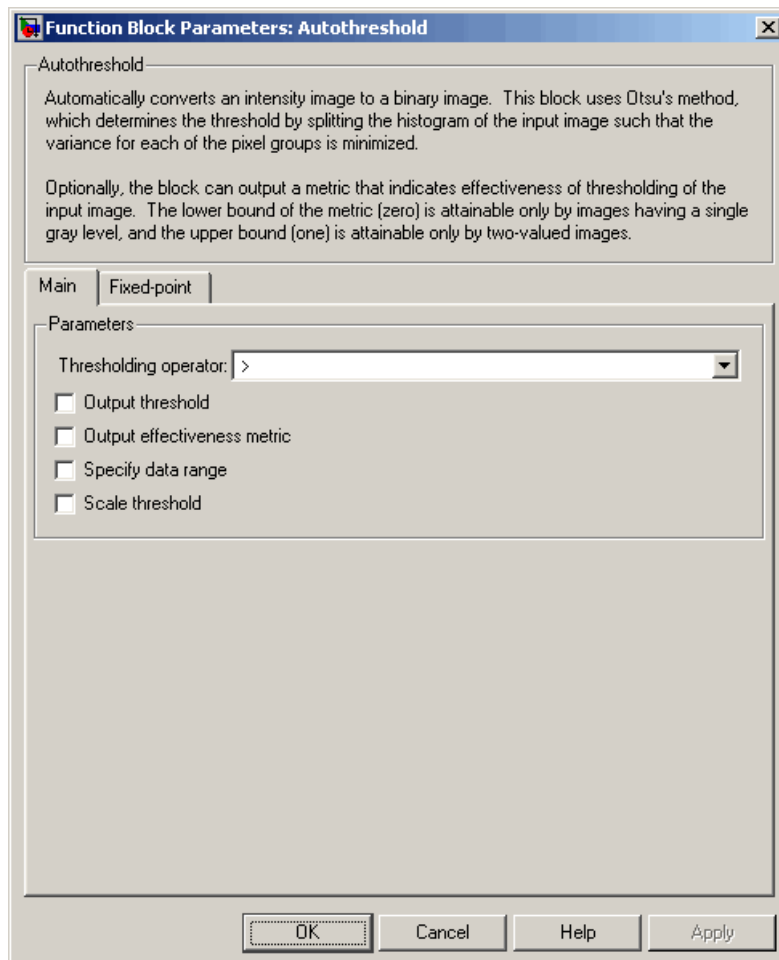 Function Block Parameters: Autothreshold
Autothreshold
Automatically converts an intensity image to a binary image.  This block uses Otsu's method,
which determines the threshold by splitting the histogram of the input image such that the
variance for each of the pixel groups is minimized.
Optionally, the block can output a metric that indicates effectiveness of thresholding of the
input image.  The lower bound of the metric (zero) is attainable only by images having a single
gray level, and the upper bound (one) is attainable only by two-valued images.
Main Fixed-point
Parameters
Thresholding operator: >
Output threshold
Output effectiveness metric
Specify data range
Scale threshold
OK Cancel Help Apply